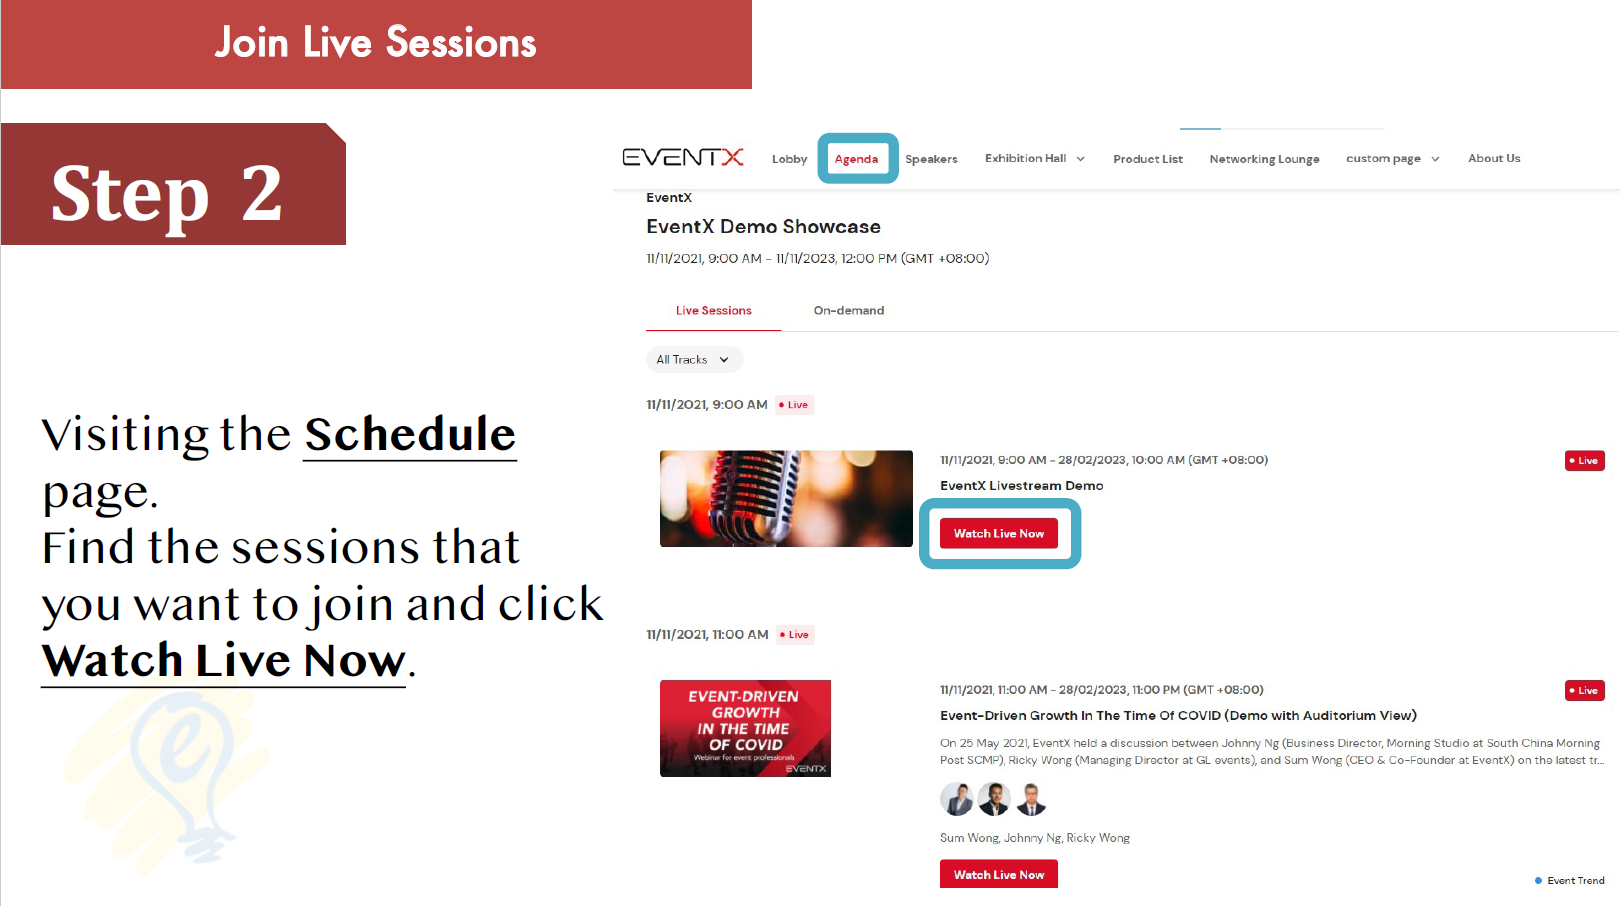 Join Live Sessions
Step 2
Visiting the Schedule
page.
Find the sessions that
you want to join and click
Watch Live Now.
EVENTX Lobby Agenda Speakers Exhibition Hall Product List Networking Lounge custom page About Us
EventX
EventX Demo Showcase
11/11/2021, 9:00 AM - 11/11/2023, 12:00 PM (GMT +08:00)
Live Sessions On-demand
All Tracks
11/11/2021, 9:00 AM • Live
11/11/2021, 9:00 AM - 28/02/2023, 10:00 AM (GMT +08:00) • Live
EventX Livestream Demo
Watch Live Now
11/11/2021, 11:00 AM • Live
EVENT-DRIVEN
GROWTH
IN THE TIME
OF COVID
Webinar for event professionals
EVENTX
11/11/2021, 11:00 AM - 28/02/2023, 11:00 PM (GMT +08:00) • Live
Event-Driven Growth In The Time Of COVID (Demo with Auditorium View)
On 25 May 2021, EventX held a discussion between Johnny Ng (Business Director, Morning Studio at South China Morning
Post SCMP), Ricky Wong (Managing Director at GL events), and Sum Wong (CEO & Co-Founder at EventX) on the latest tr...
Sum Wong, Johnny Ng, Ricky Wong
Watch Live Now
• Event Trend